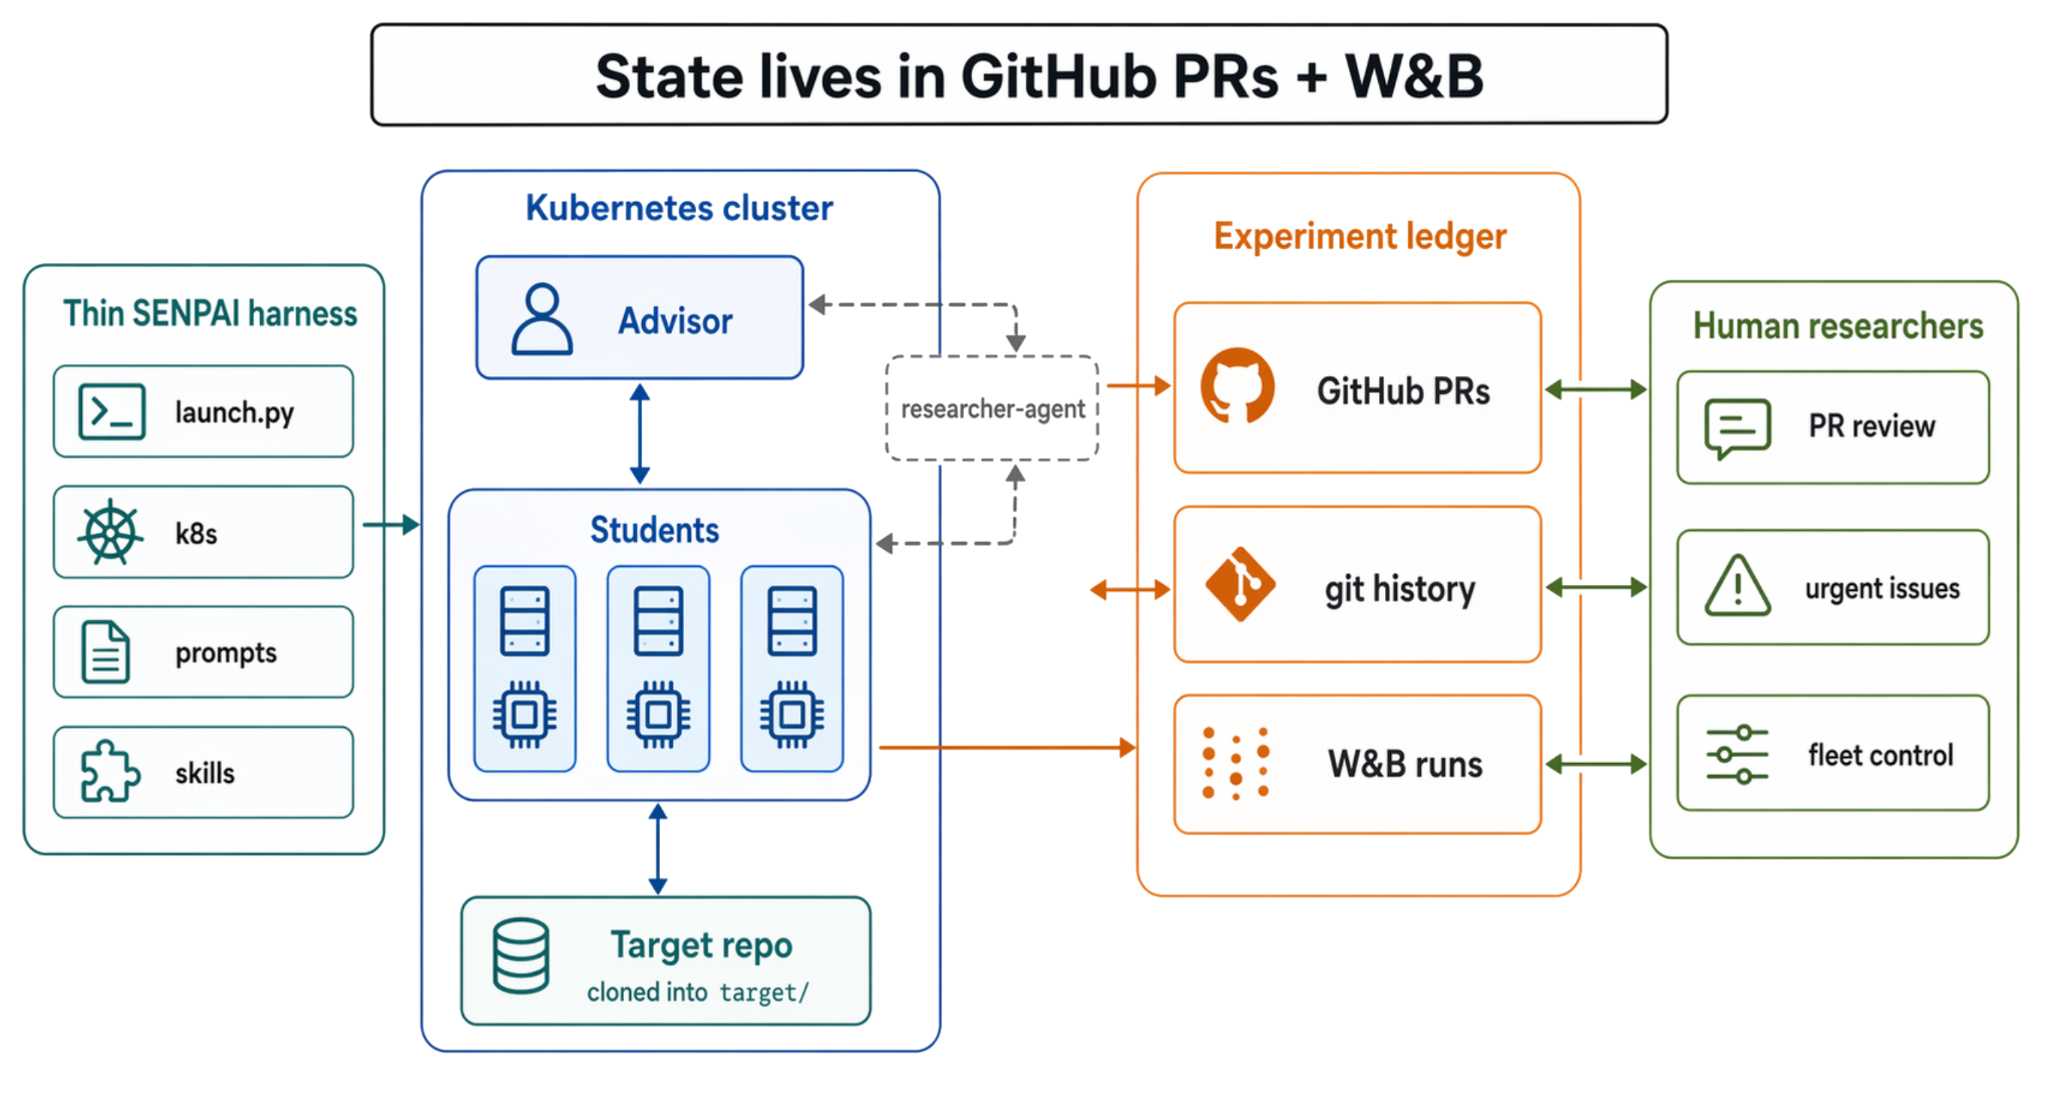 State lives in GitHub PRs + W&B
Thin SENPAI harness
launch.py
k8s
prompts
skills
Kubernetes cluster
Advisor
Students
Target repo
cloned into target/
researcher-agent
Experiment ledger
GitHub PRs
git history
W&B runs
Human researchers
PR review
urgent issues
fleet control